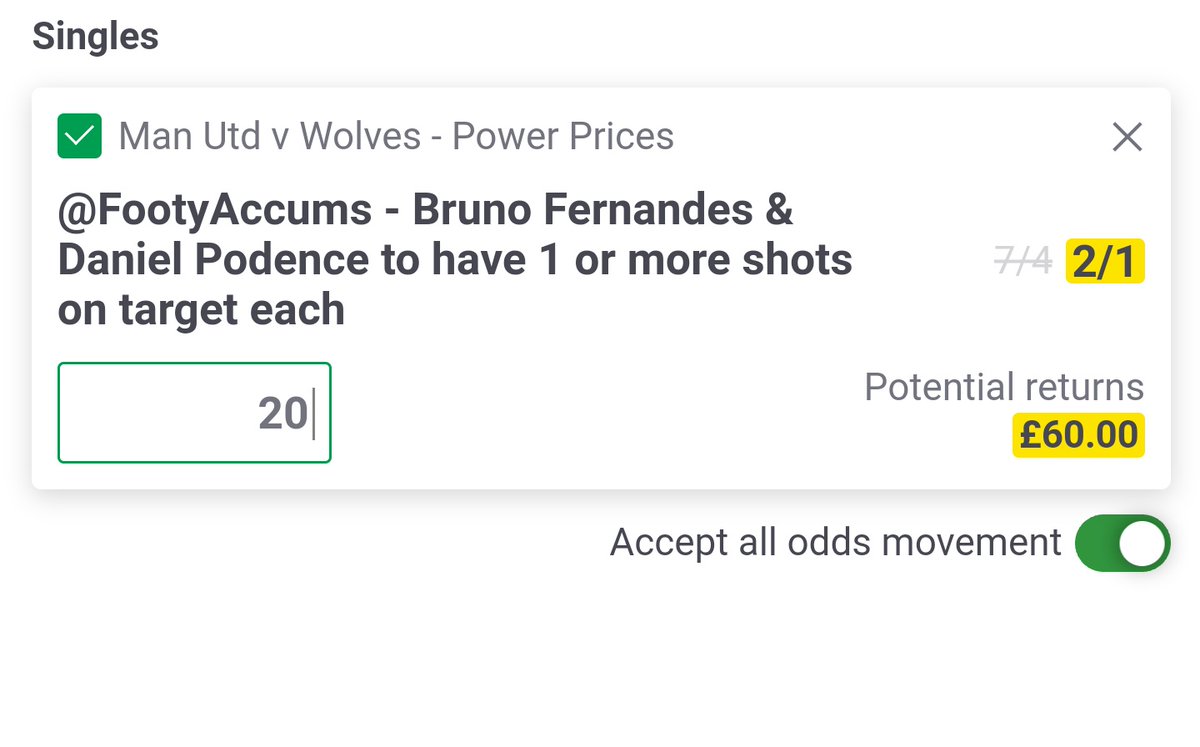 Singles
Man Utd v Wolves - Power Prices
@FootyAccums - Bruno Fernandes &
Daniel Podence to have 1 or more shots
on target each
7/4 2/1
20
Potential returns
£60.00
Accept all odds movement